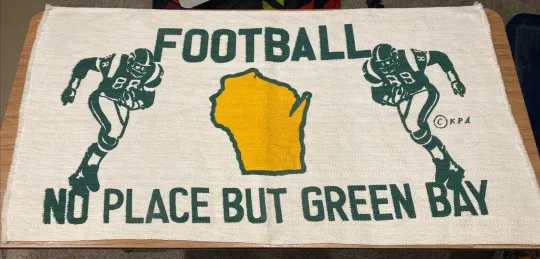 FOOTBALL
88
88
© KPA
NO PLACE BUT GREEN BAY